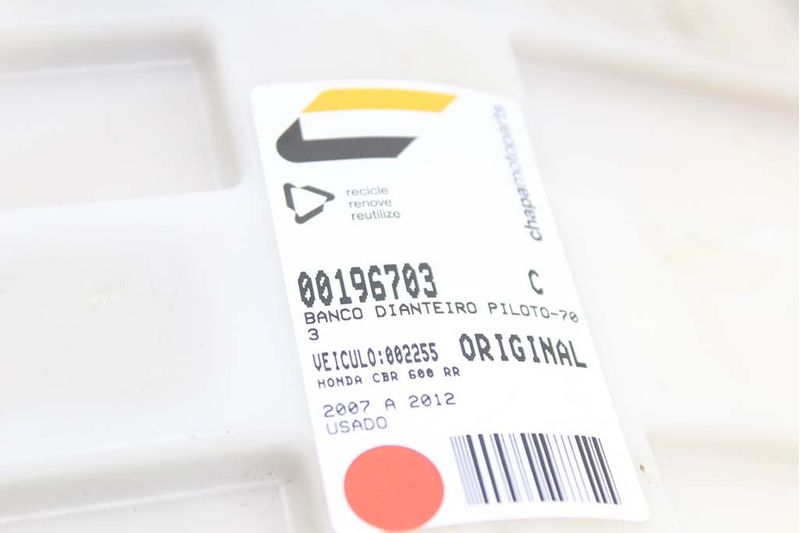 recicle
renove
reutilize
chapamotoparts
00196703 C
BANCO DIANTEIRO PILOTO-70
3
VEICULO:002255 ORIGINAL
HONDA CBR 600 RR
2007 A 2012
USADO